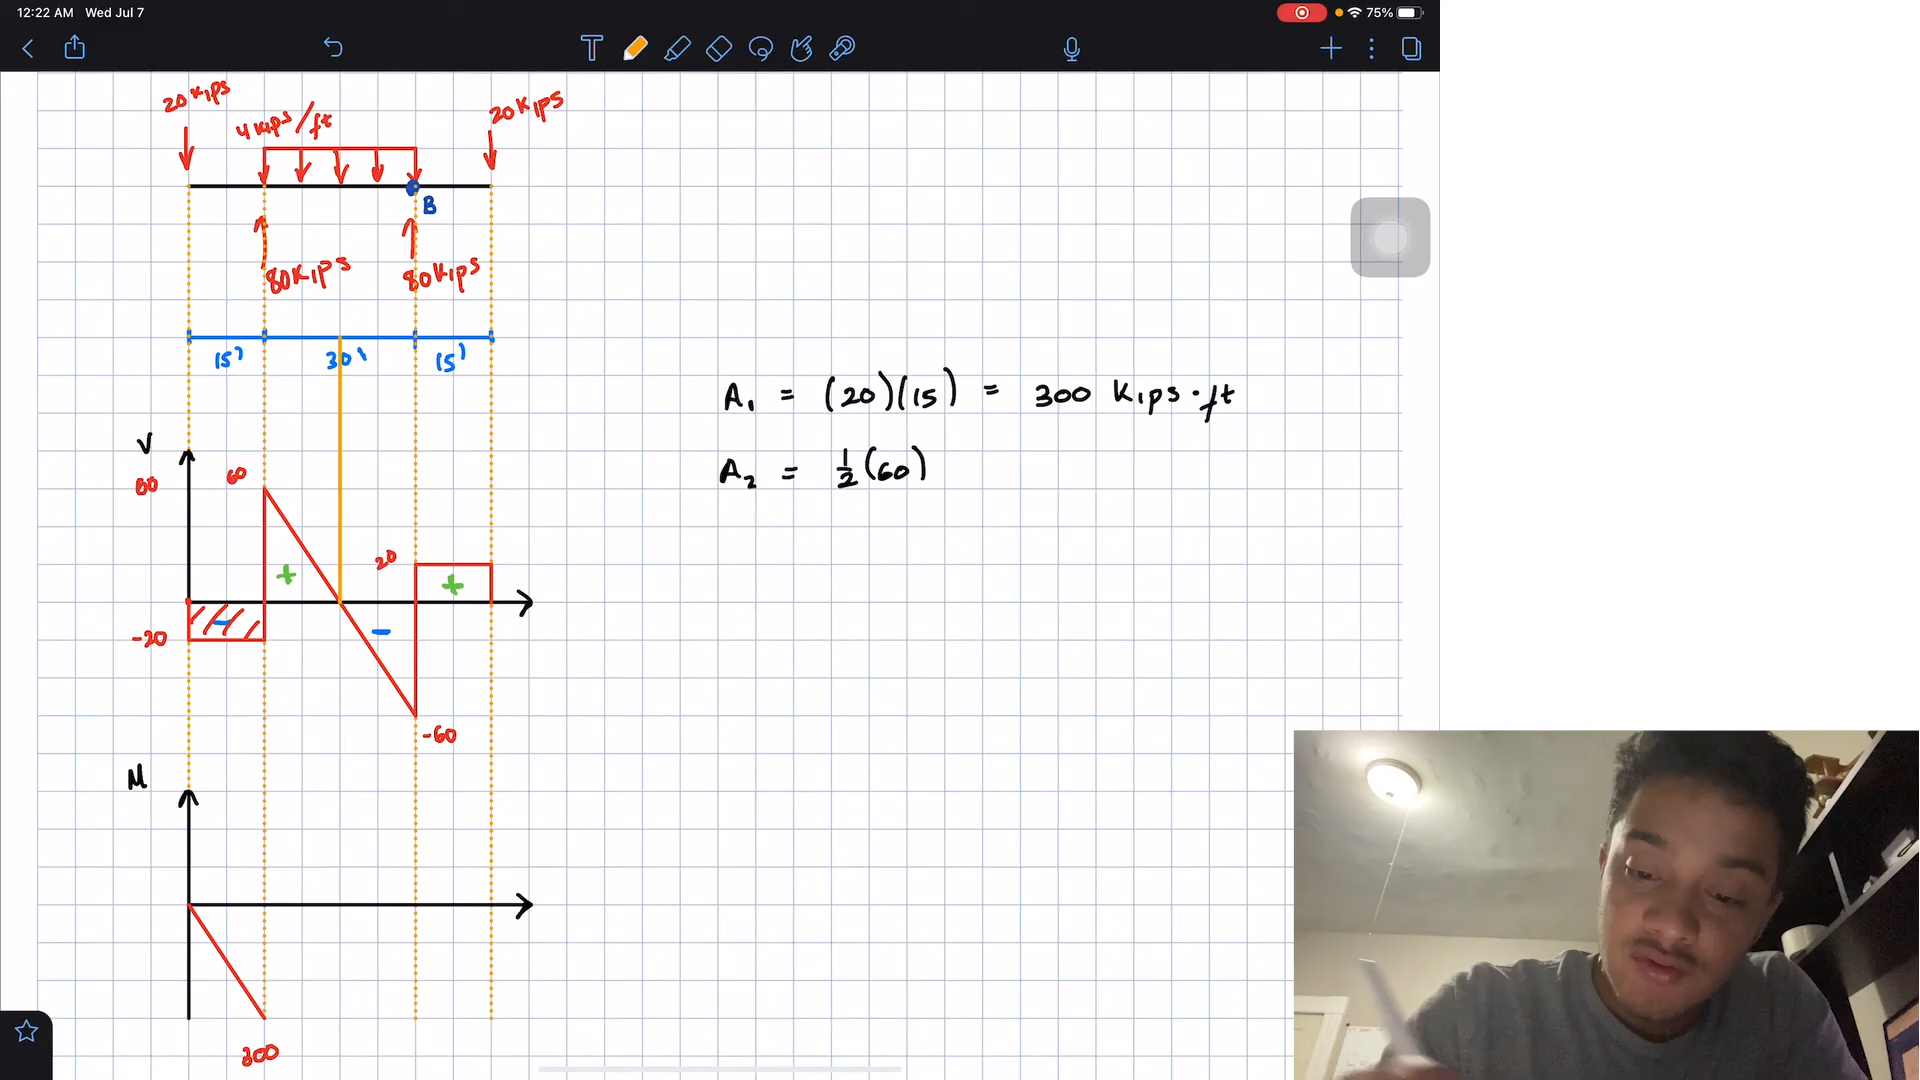 12:22 AM Wed Jul 7
75%
20 Kips
4 Kips/ft
20 Kips
B
80 Kips
80 Kips
15'
30'
15'
A₁ = (20)(15) = 300 Kips·ft
A₂ = ½(60)
V
80
60
20
+
+
-
-
-20
-60
M
300